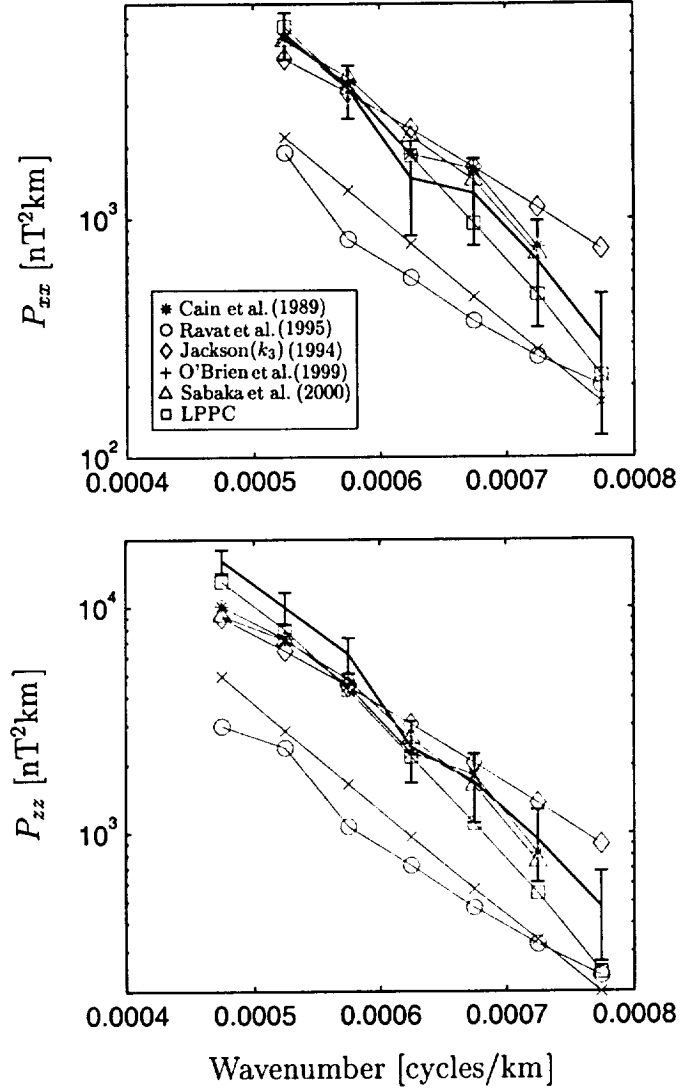 P_xx [nT²km]
10³
10²
* Cain et al. (1989)
○ Ravat et al. (1995)
◇ Jackson(k₃) (1994)
+ O'Brien et al. (1999)
△ Sabaka et al. (2000)
□ LPPC
0.0004 0.0005 0.0006 0.0007 0.0008
P_zz [nT²km]
10⁴
10³
0.0004 0.0005 0.0006 0.0007 0.0008
Wavenumber [cycles/km]